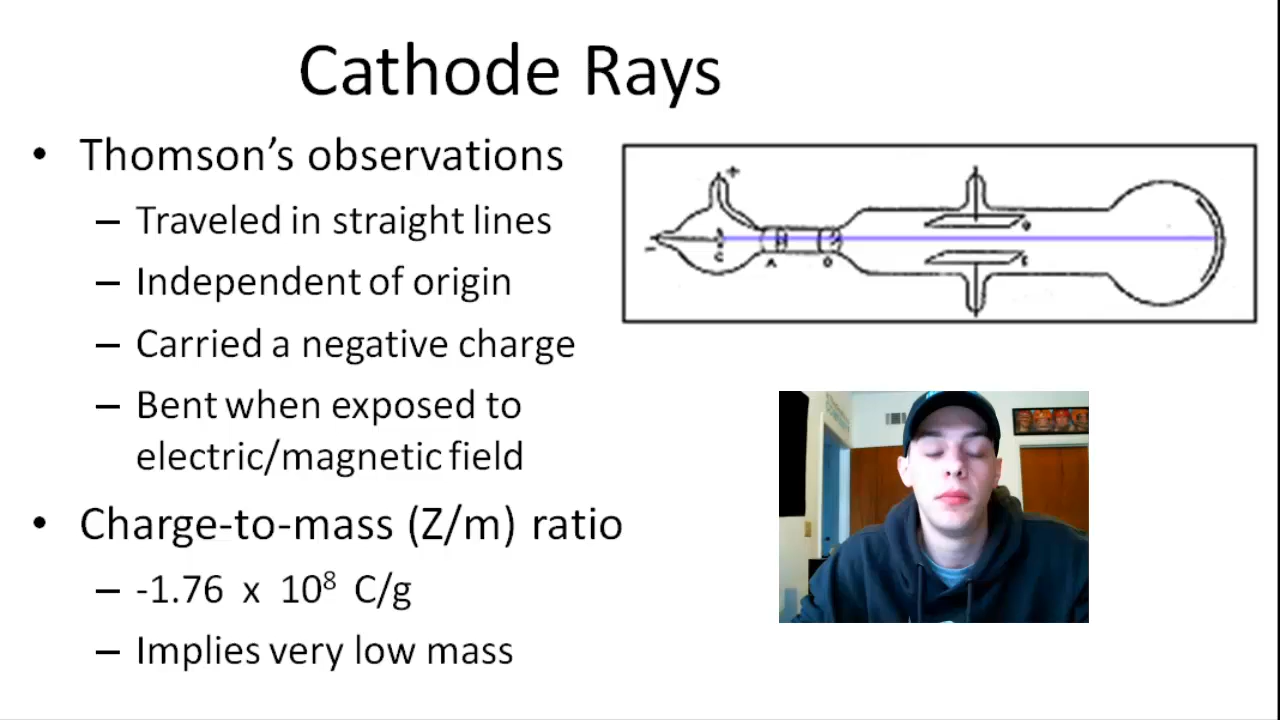 Cathode Rays
• Thomson’s observations
– Traveled in straight lines
– Independent of origin
– Carried a negative charge
– Bent when exposed to
electric/magnetic field
• Charge-to-mass (Z/m) ratio
– -1.76 x 10⁸ C/g
– Implies very low mass
+
-
C
A